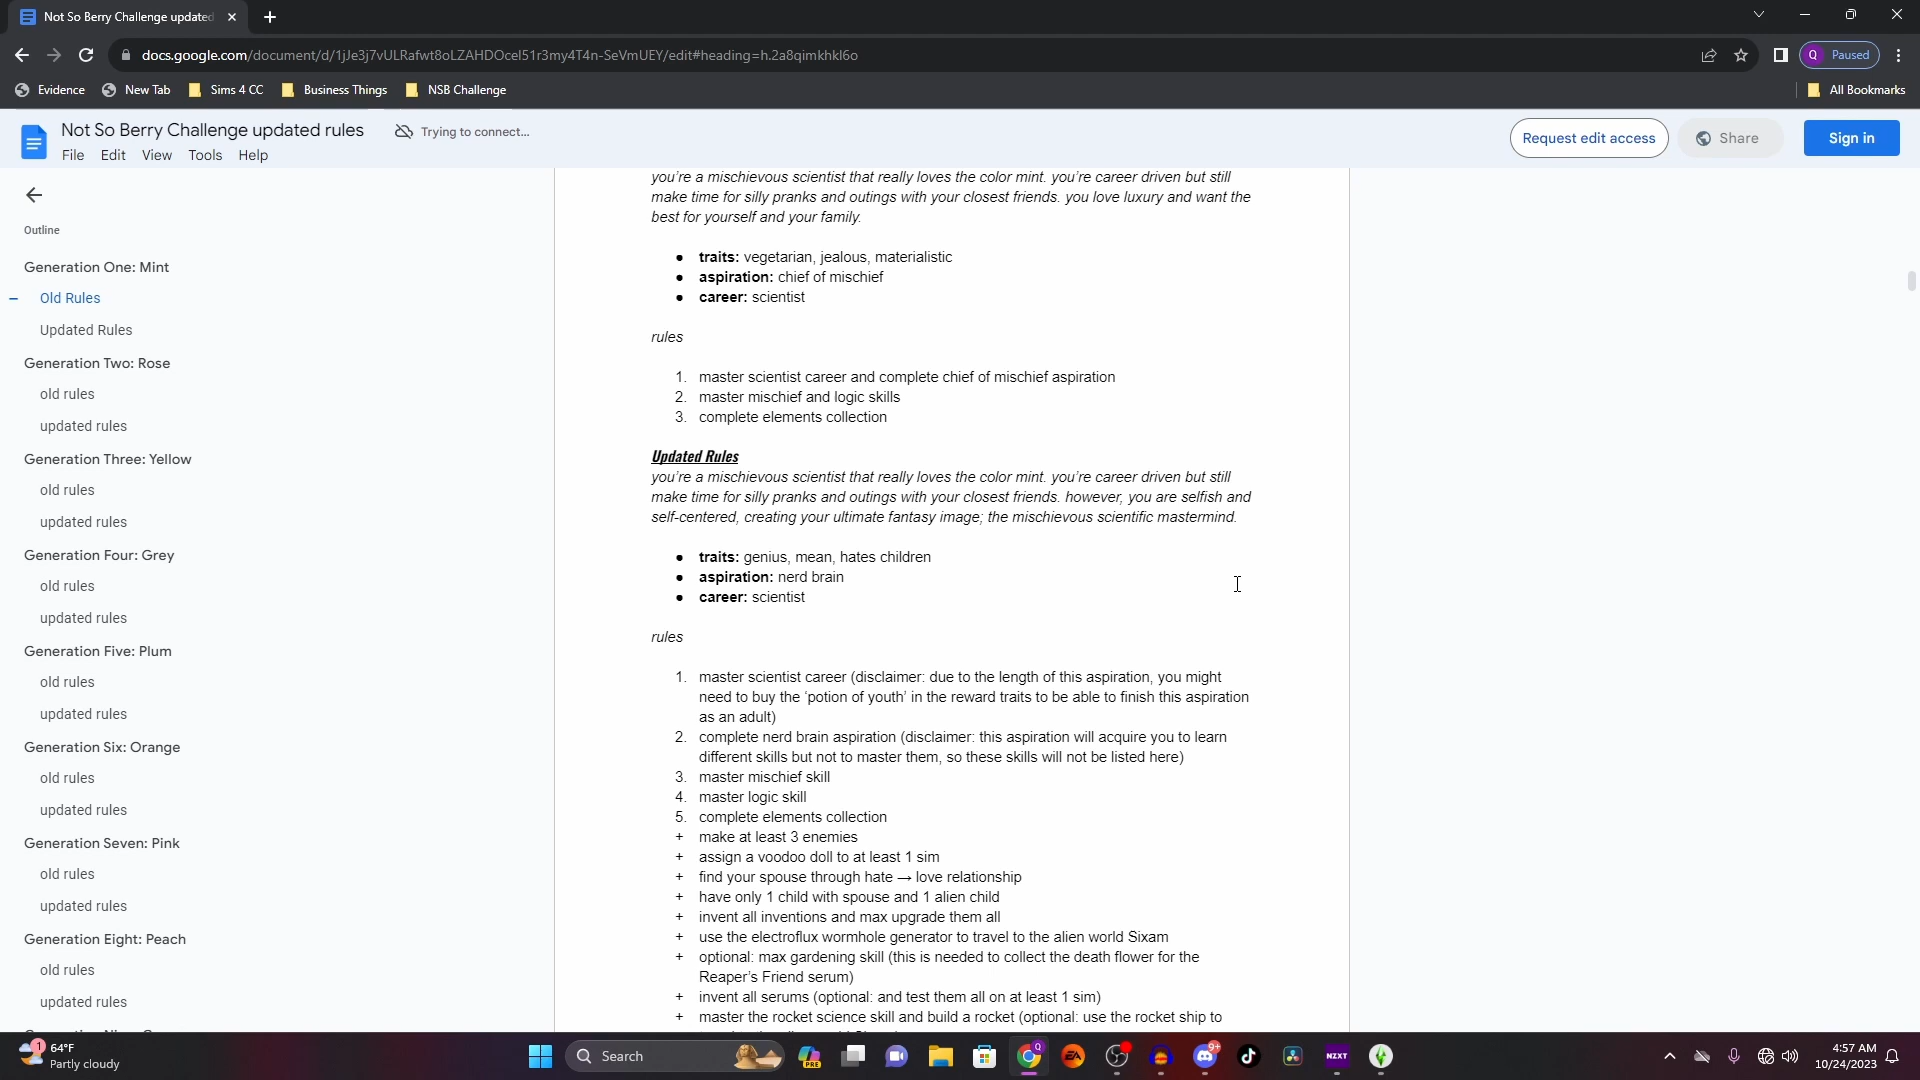 Not So Berry Challenge updated
docs.google.com/document/d/1jJe3j7vULRafwt8oLZAHDOcel51r3my4T4n-SeVmUEY/edit#heading=h.2a8qimkhkl6o
Q Paused
Evidence
New Tab
Sims 4 CC
Business Things
NSB Challenge
All Bookmarks
Not So Berry Challenge updated rules
Trying to connect...
File Edit View Tools Help
Request edit access
Share
Sign in
Outline
Generation One: Mint
Old Rules
Updated Rules
Generation Two: Rose
old rules
updated rules
Generation Three: Yellow
old rules
updated rules
Generation Four: Grey
old rules
updated rules
Generation Five: Plum
old rules
updated rules
Generation Six: Orange
old rules
updated rules
Generation Seven: Pink
old rules
updated rules
Generation Eight: Peach
old rules
updated rules
you're a mischievous scientist that really loves the color mint. you're career driven but still
make time for silly pranks and outings with your closest friends. you love luxury and want the
best for yourself and your family.
● traits: vegetarian, jealous, materialistic
● aspiration: chief of mischief
● career: scientist
rules
1. master scientist career and complete chief of mischief aspiration
2. master mischief and logic skills
3. complete elements collection
Updated Rules
you're a mischievous scientist that really loves the color mint. you're career driven but still
make time for silly pranks and outings with your closest friends. however, you are selfish and
self-centered, creating your ultimate fantasy image; the mischievous scientific mastermind.
● traits: genius, mean, hates children
● aspiration: nerd brain
● career: scientist
rules
1. master scientist career (disclaimer: due to the length of this aspiration, you might
need to buy the 'potion of youth' in the reward traits to be able to finish this aspiration
as an adult)
2. complete nerd brain aspiration (disclaimer: this aspiration will acquire you to learn
different skills but not to master them, so these skills will not be listed here)
3. master mischief skill
4. master logic skill
5. complete elements collection
+ make at least 3 enemies
+ assign a voodoo doll to at least 1 sim
+ find your spouse through hate → love relationship
+ have only 1 child with spouse and 1 alien child
+ invent all inventions and max upgrade them all
+ use the electroflux wormhole generator to travel to the alien world Sixam
+ optional: max gardening skill (this is needed to collect the death flower for the
Reaper's Friend serum)
+ invent all serums (optional: and test them all on at least 1 sim)
+ master the rocket science skill and build a rocket (optional: use the rocket ship to
1
64°F
Partly cloudy
Search
PRE
Q
EA
9+
NZXT
4:57 AM
10/24/2023